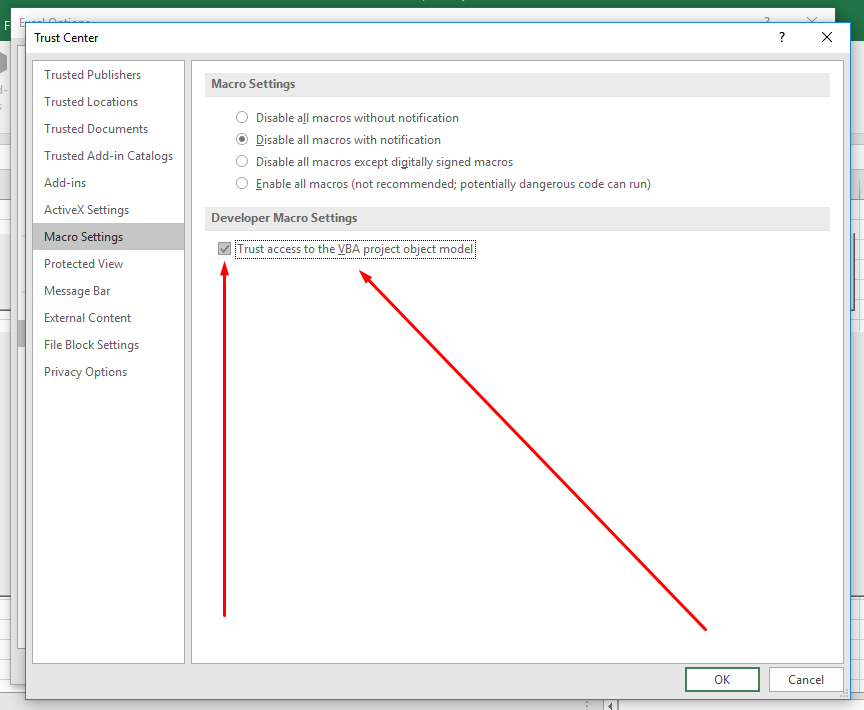 Excel Options ?
Trust Center ?
Trusted Publishers
Trusted Locations
Trusted Documents
Trusted Add-in Catalogs
Add-ins
ActiveX Settings
Macro Settings
Protected View
Message Bar
External Content
File Block Settings
Privacy Options
Macro Settings
Disable all macros without notification
Disable all macros with notification
Disable all macros except digitally signed macros
Enable all macros (not recommended; potentially dangerous code can run)
Developer Macro Settings
Trust access to the VBA project object model
OK Cancel